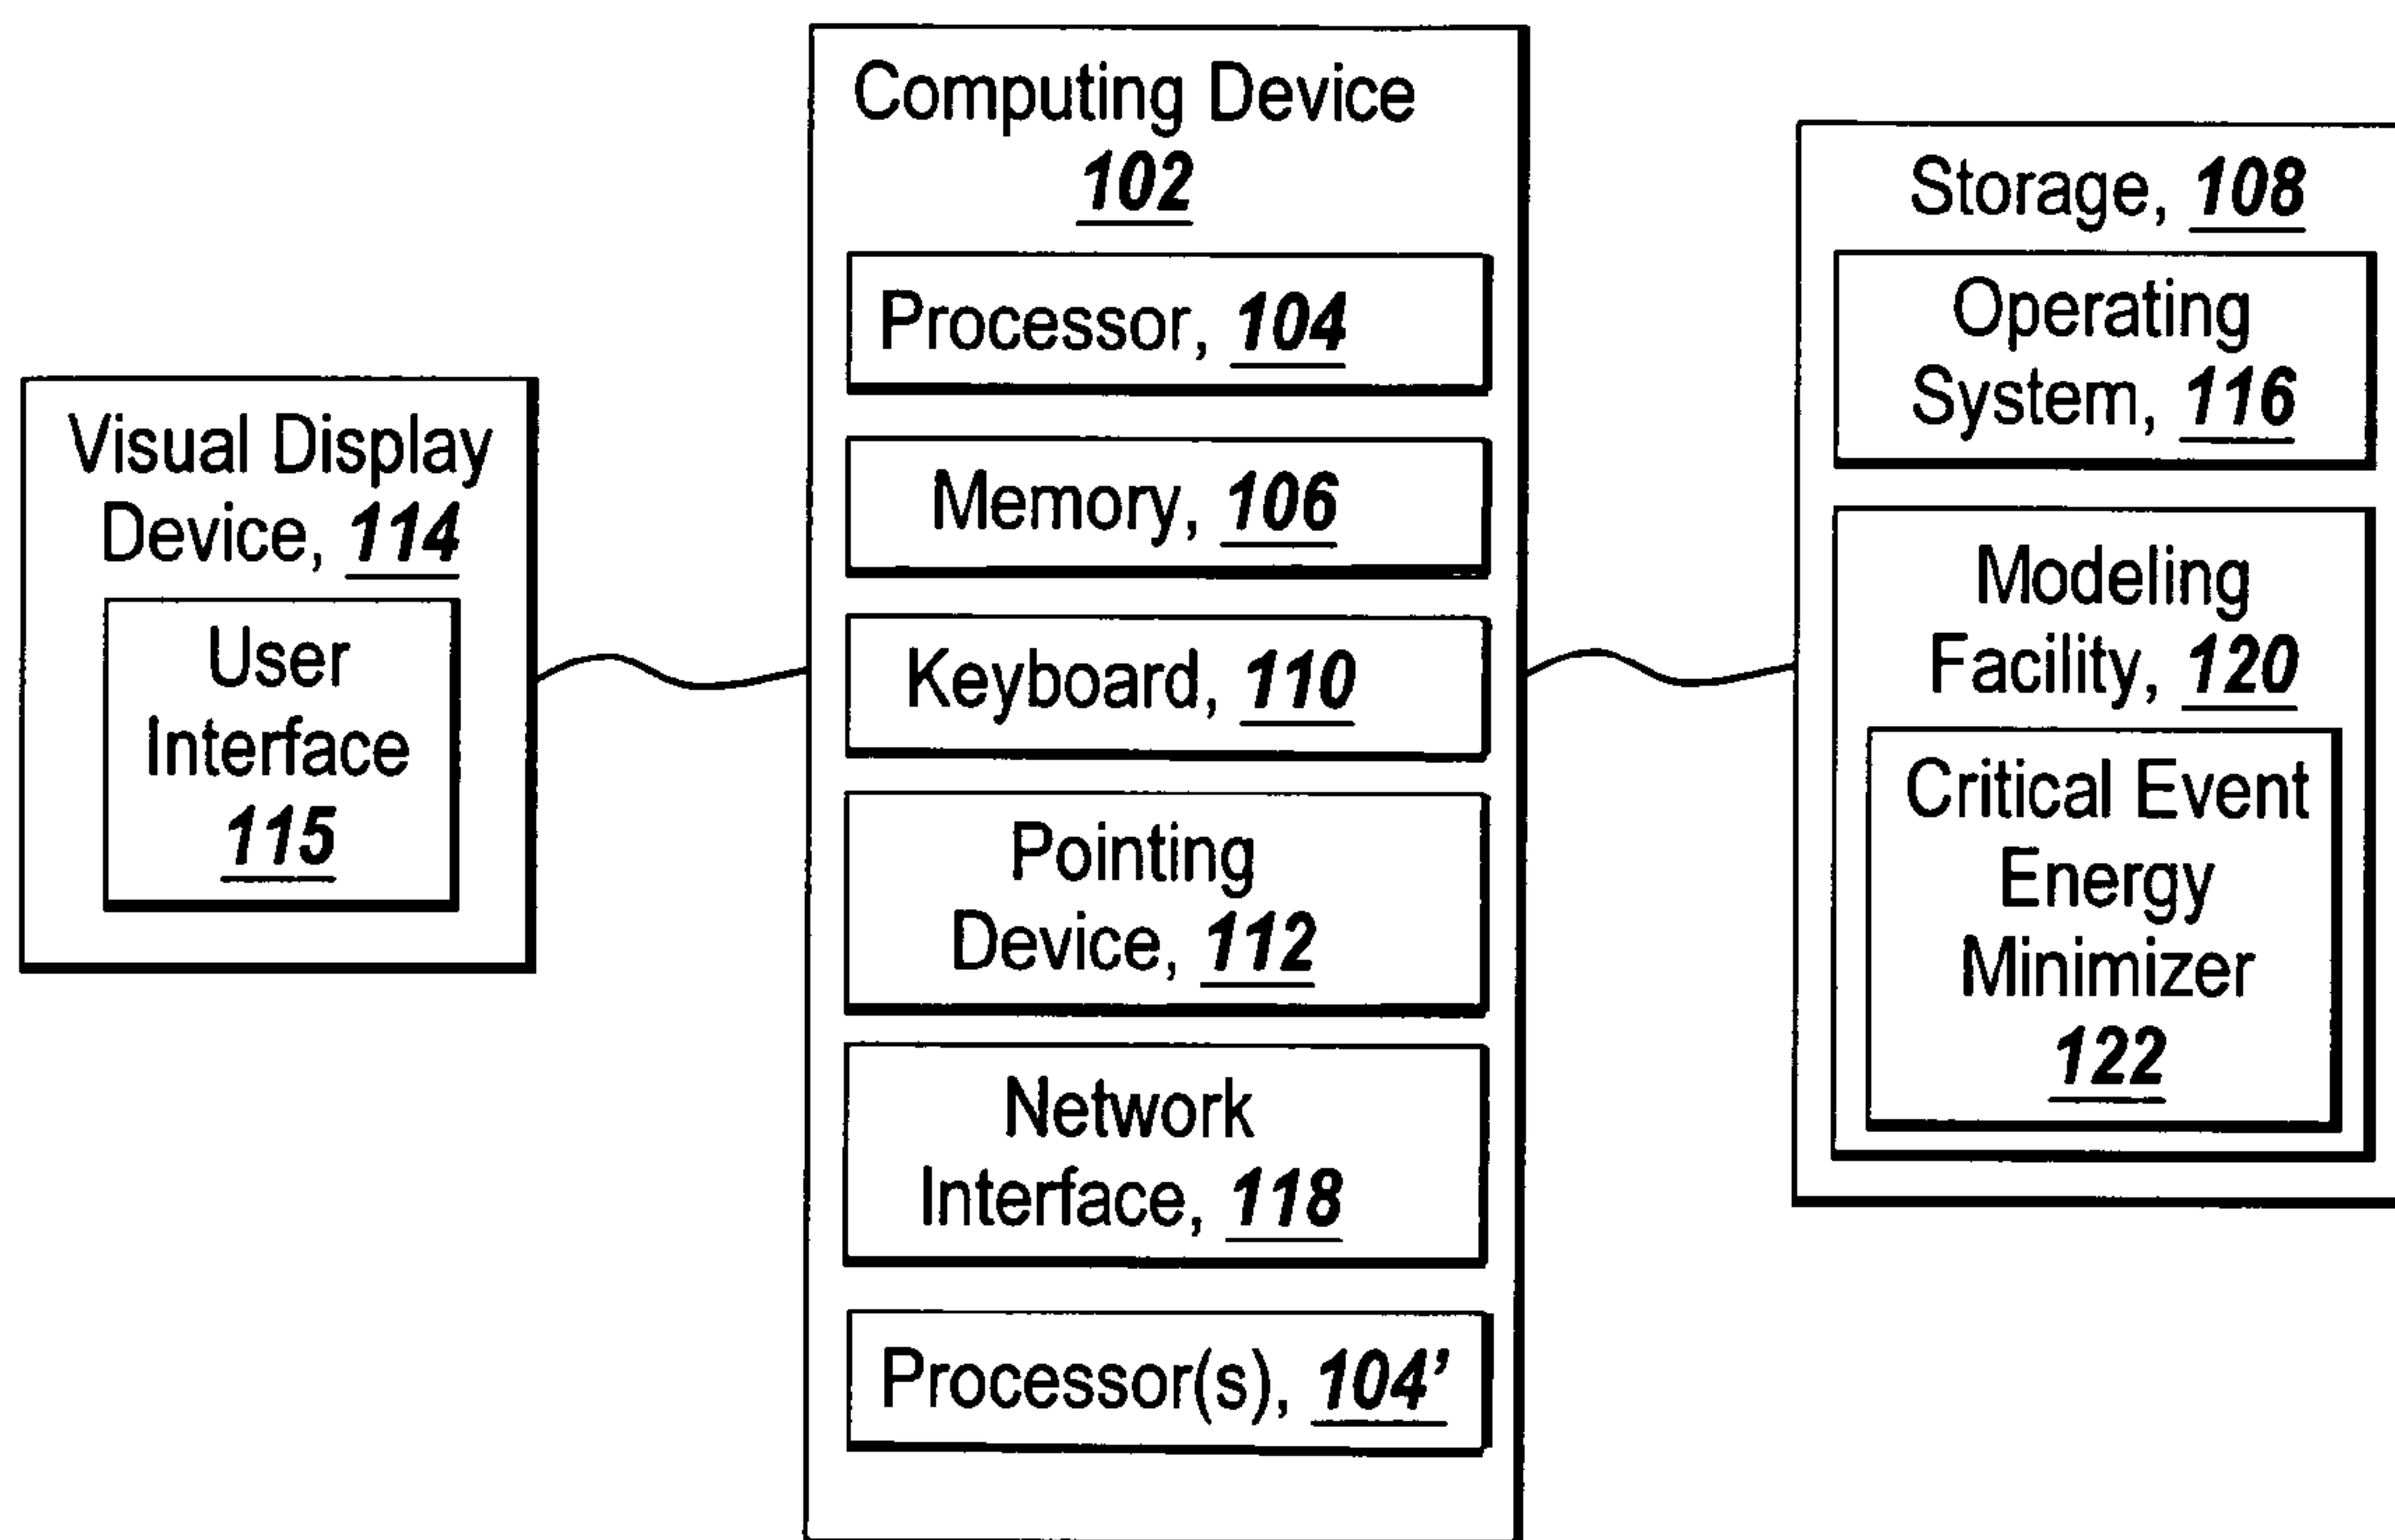 Visual Display
Device, 114
User
Interface
115
Computing Device
102
Processor, 104
Memory, 106
Keyboard, 110
Pointing
Device, 112
Network
Interface, 118
Processor(s), 104’
Storage, 108
Operating
System, 116
Modeling
Facility, 120
Critical Event
Energy
Minimizer
122